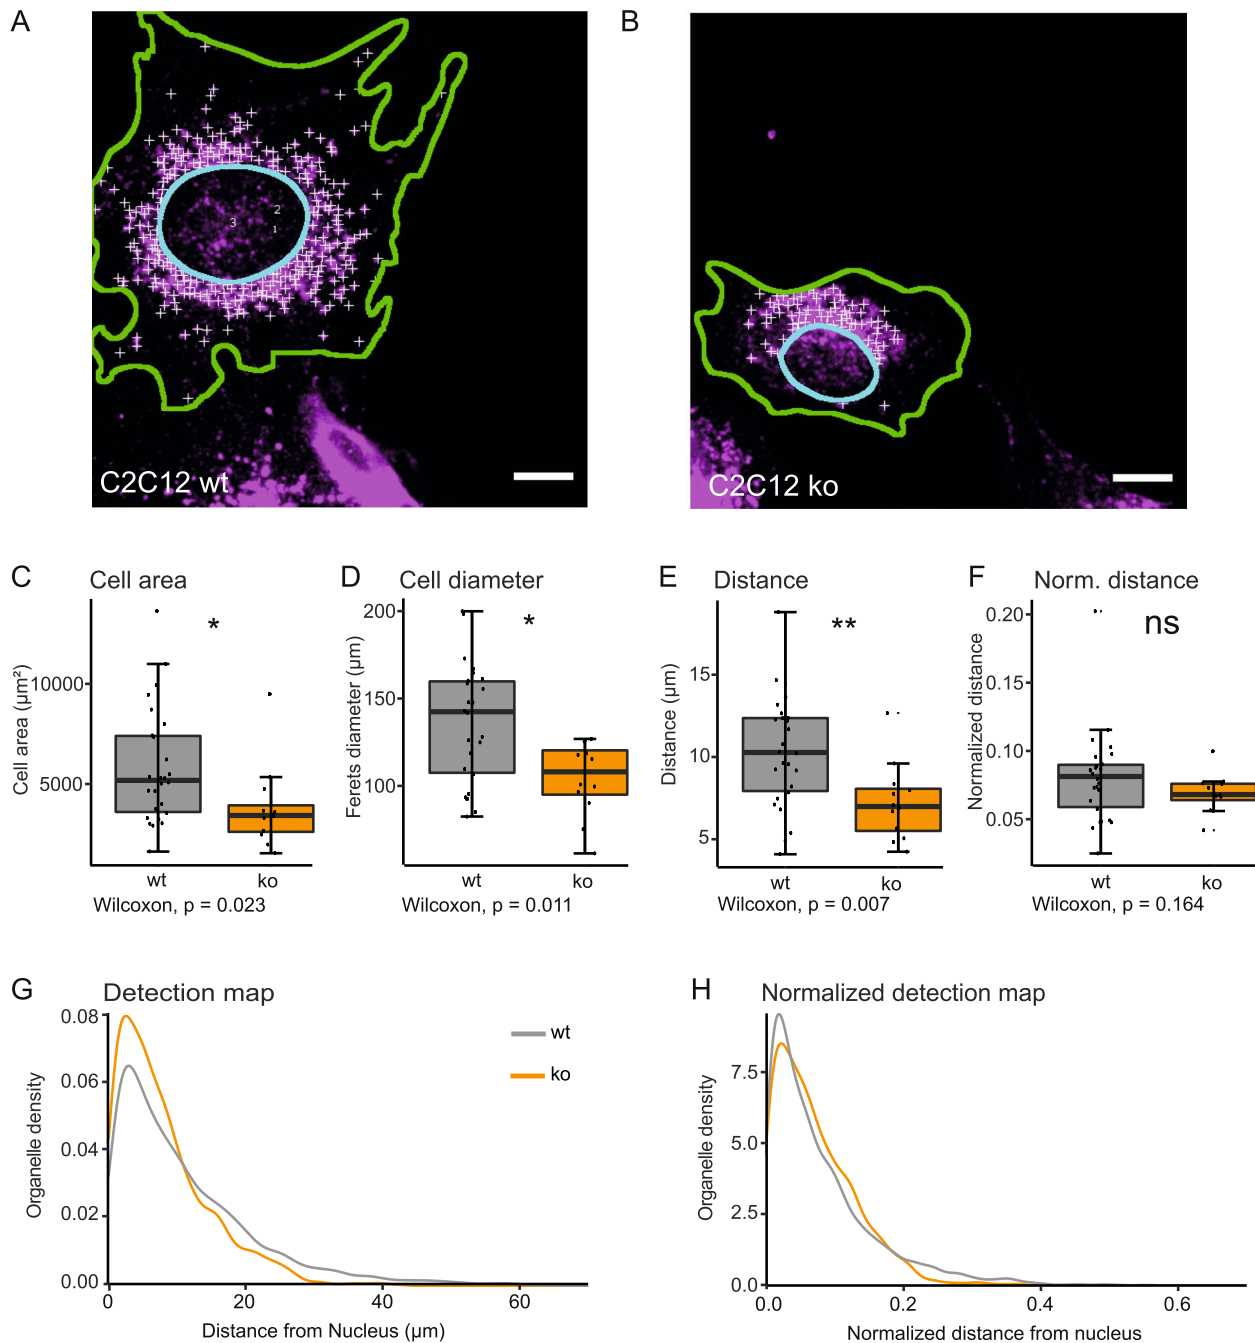 A
B
3
2
1
C2C12 wt
C2C12 ko
C Cell area
D Cell diameter
E Distance
F Norm. distance
Cell area (µm²)
10000
5000
*
wt ko
Wilcoxon, p = 0.023
Ferets diameter (µm)
200
150
100
*
wt ko
Wilcoxon, p = 0.011
Distance (µm)
15
10
5
**
wt ko
Wilcoxon, p = 0.007
Normalized distance
0.20
0.15
0.10
0.05
ns
wt ko
Wilcoxon, p = 0.164
G Detection map
Organelle density
0.08
0.06
0.04
0.02
0.00
0 20 40 60
Distance from Nucleus (µm)
wt
ko
H Normalized detection map
Organelle density
7.5
5.0
2.5
0.0
0.0 0.2 0.4 0.6
Normalized distance from nucleus